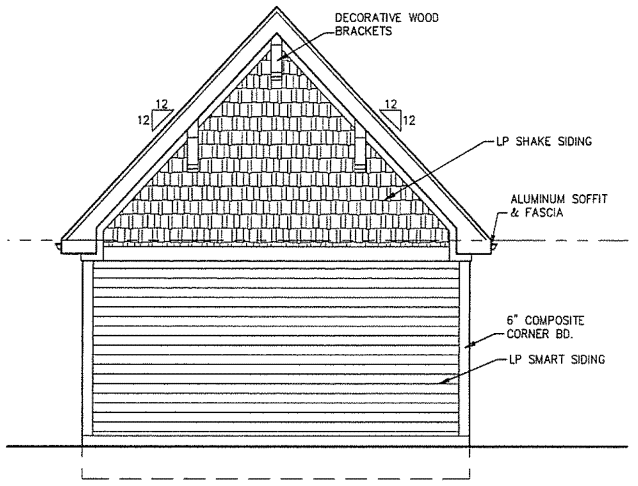 DECORATIVE WOOD
BRACKETS
12
12
12
12
LP SHAKE SIDING
ALUMINUM SOFFIT
& FASCIA
6" COMPOSITE
CORNER BD.
LP SMART SIDING